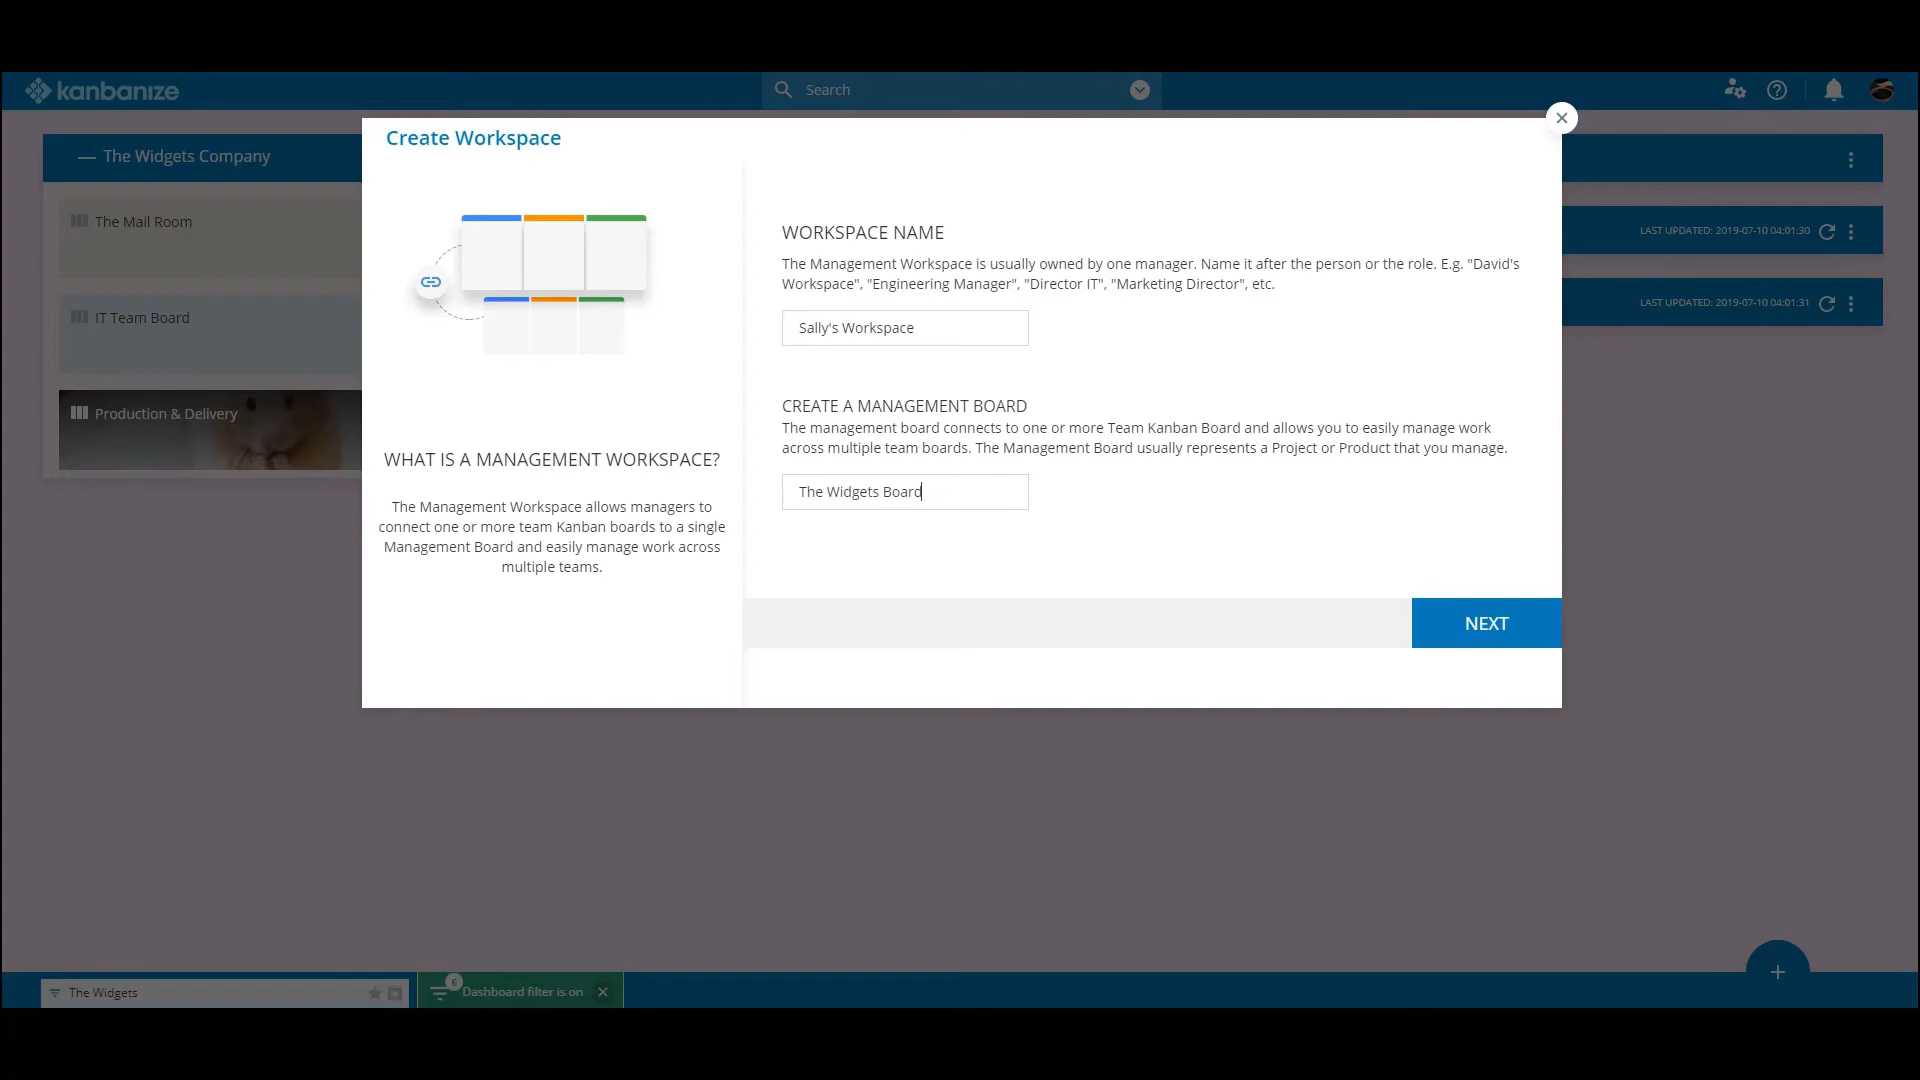 kanbanize
Search
The Widgets Company
The Mail Room
IT Team Board
Production & Delivery
LAST UPDATED: 2019-07-10 04:01:30
LAST UPDATED: 2019-07-10 04:01:31
Create Workspace
WHAT IS A MANAGEMENT WORKSPACE?
The Management Workspace allows managers to
connect one or more team Kanban boards to a single
Management Board and easily manage work across
multiple teams.
WORKSPACE NAME
The Management Workspace is usually owned by one manager. Name it after the person or the role. E.g. "David's
Workspace", "Engineering Manager", "Director IT", "Marketing Director", etc.
Sally's Workspace
CREATE A MANAGEMENT BOARD
The management board connects to one or more Team Kanban Board and allows you to easily manage work
across multiple team boards. The Management Board usually represents a Project or Product that you manage.
The Widgets Board
NEXT
The Widgets
6
Dashboard filter is on